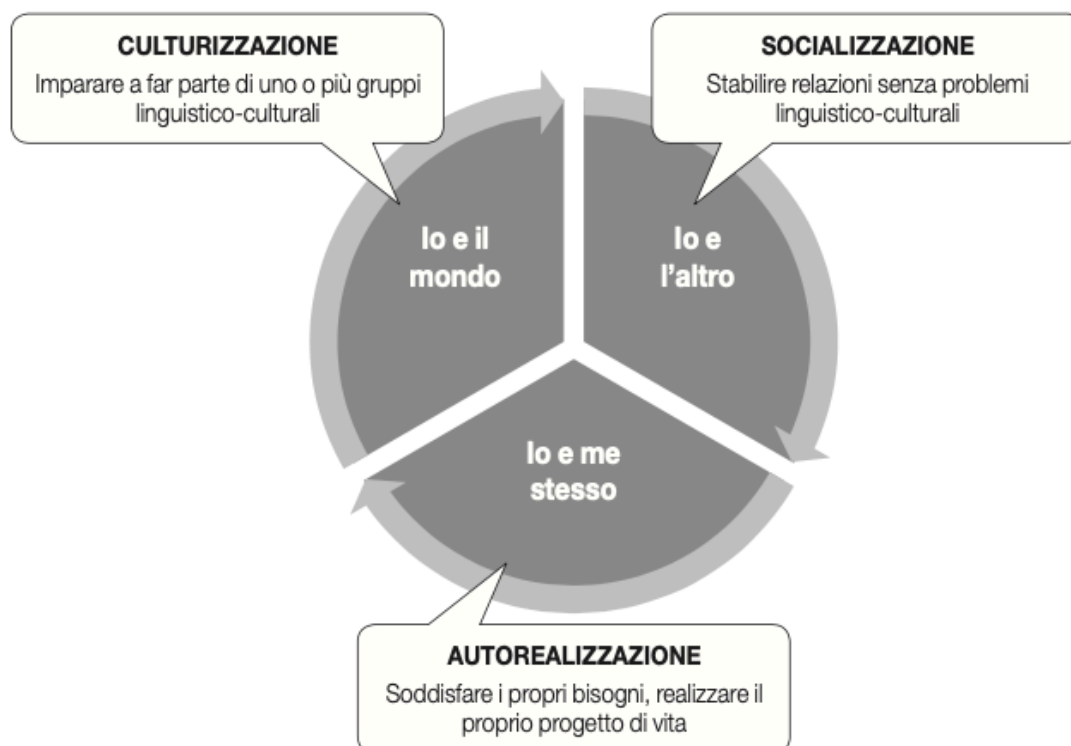 CULTURIZZAZIONE
Imparare a far parte di uno o più gruppi
linguistico-culturali
SOCIALIZZAZIONE
Stabilire relazioni senza problemi
linguistico-culturali
Io e il
mondo
Io e
l'altro
Io e me
stesso
AUTOREALIZZAZIONE
Soddisfare i propri bisogni, realizzare il
proprio progetto di vita